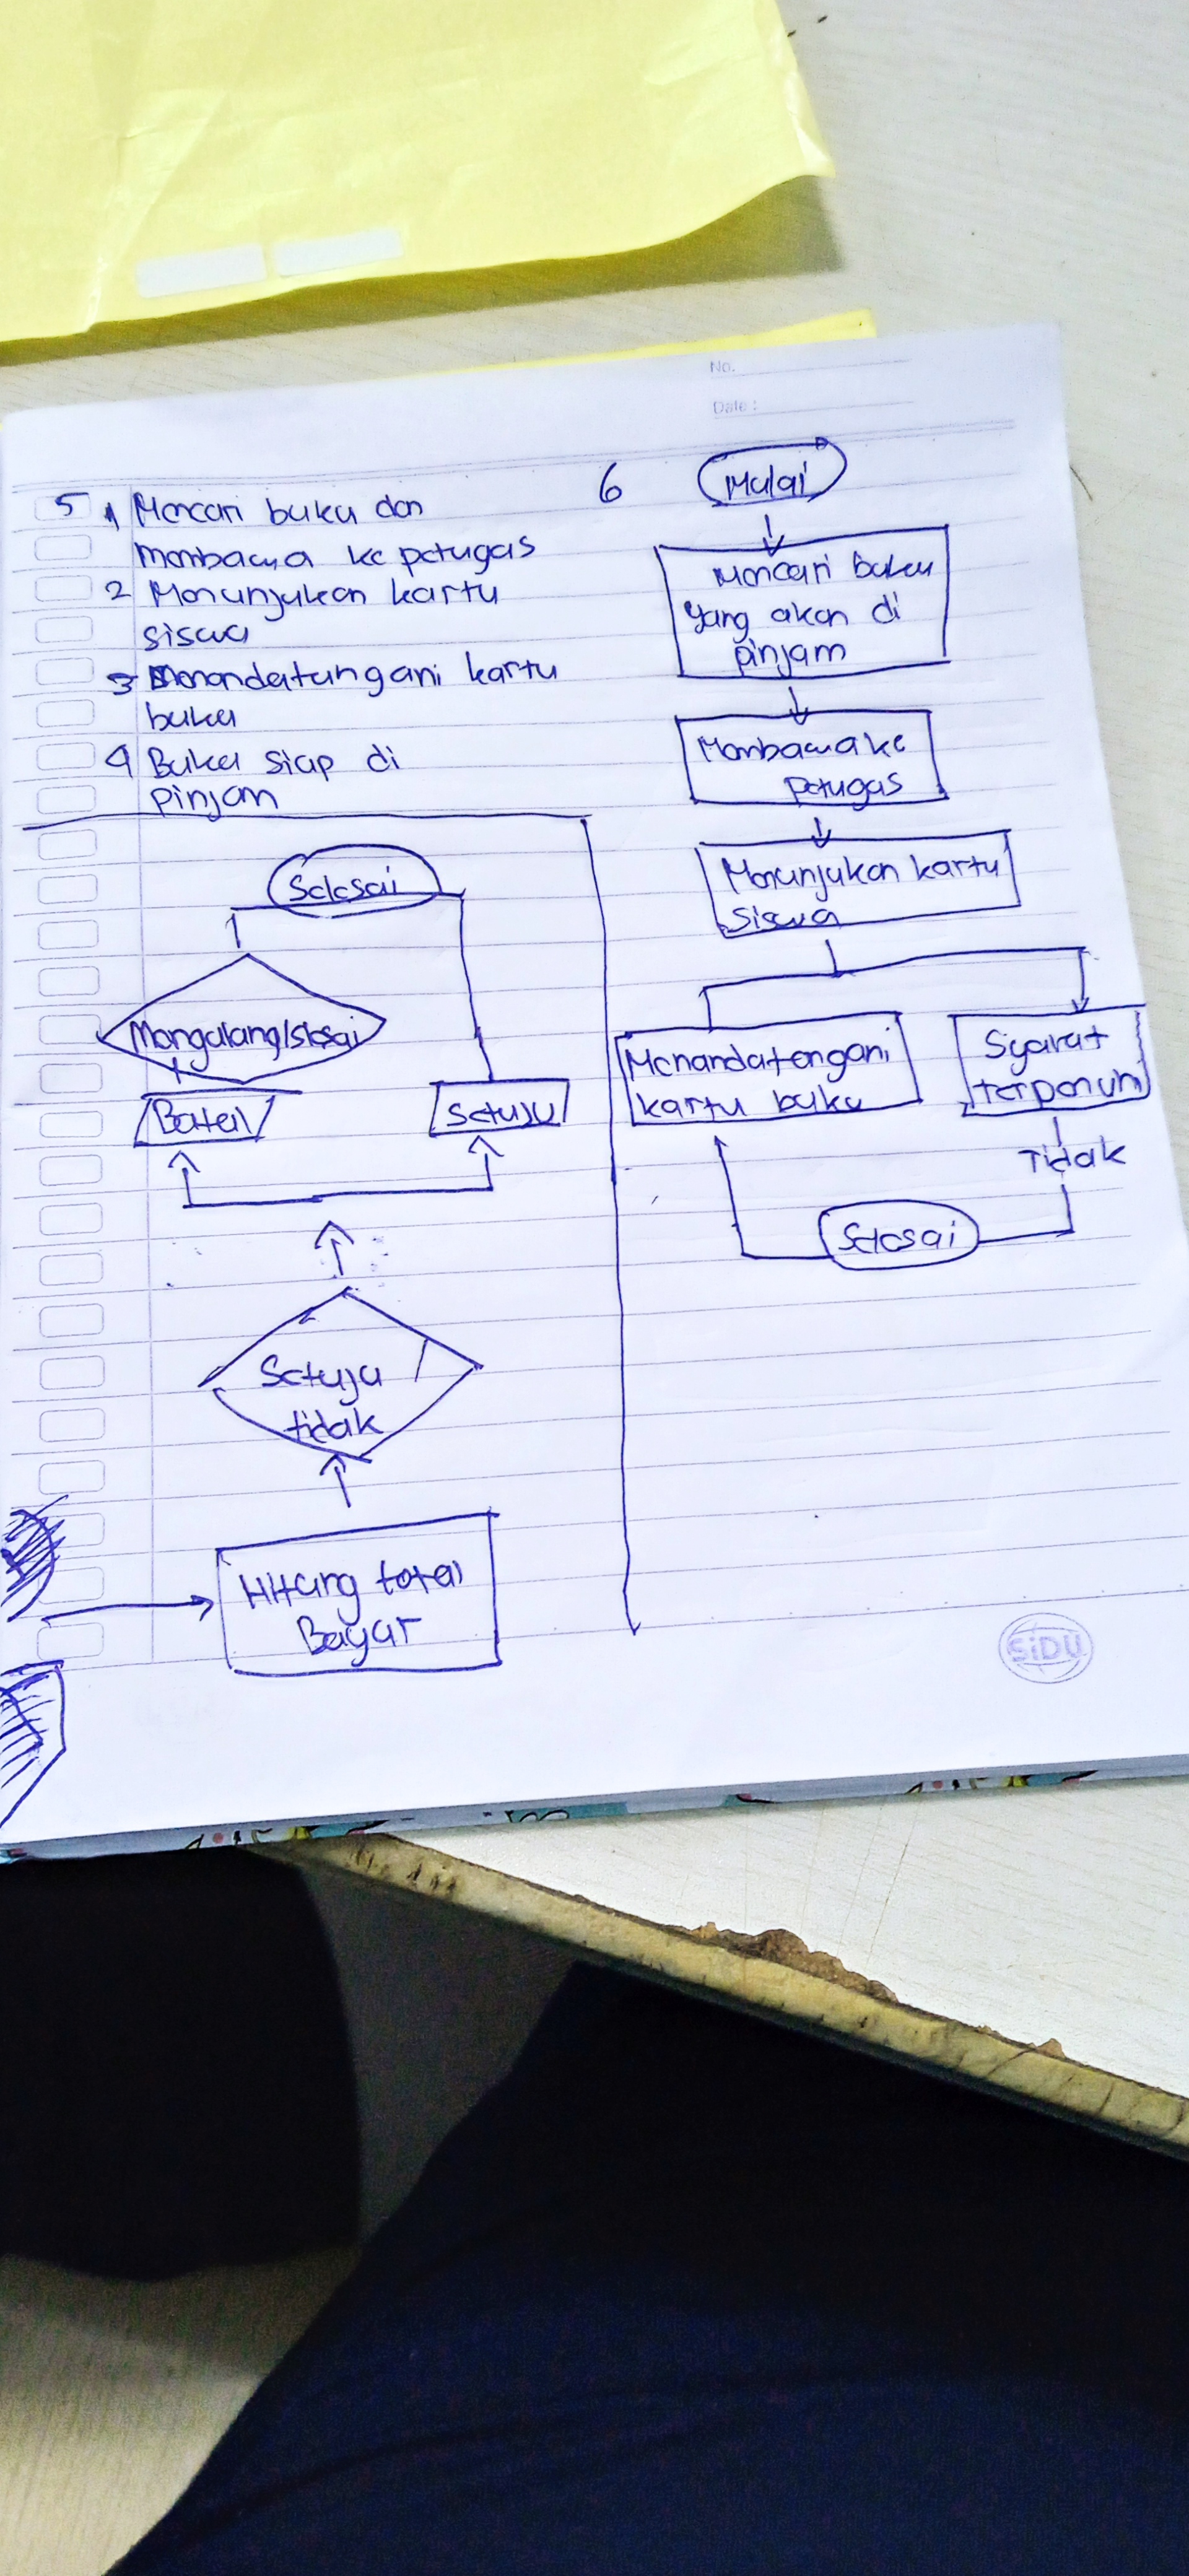 No.
Date :
5 1 Mencari buku dan
membawa ke petugas
2 Menunjukan kartu
siswa
3 Menandatangani kartu
buku
4 Buku siap di
pinjam
6
Mulai
Mencari buku
yang akan di
pinjam
Membawa ke
petugas
Menunjukan kartu
siswa
Menandatengani
kartu buku
Syarat
terpenuhi
Tidak
Selesai
Selesai
Mengulang/slesai
Batal
Setuju
Setuju /
tidak
Hitung total
Bayar
SiDU